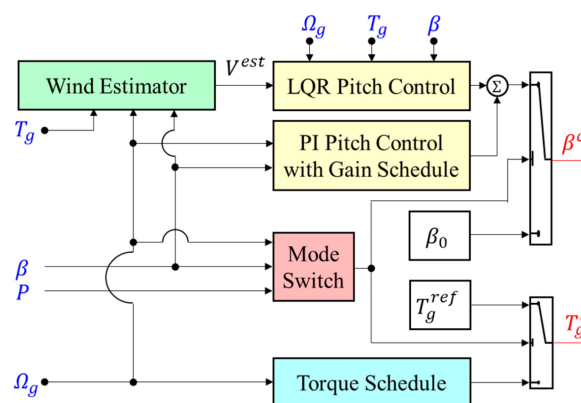 Ω_g T_g β
Wind Estimator
V^est
LQR Pitch Control
Σ
T_g
PI Pitch Control
with Gain Schedule
β
β_0
Mode
Switch
β
P
T_g^ref
T_g
Ω_g
Torque Schedule